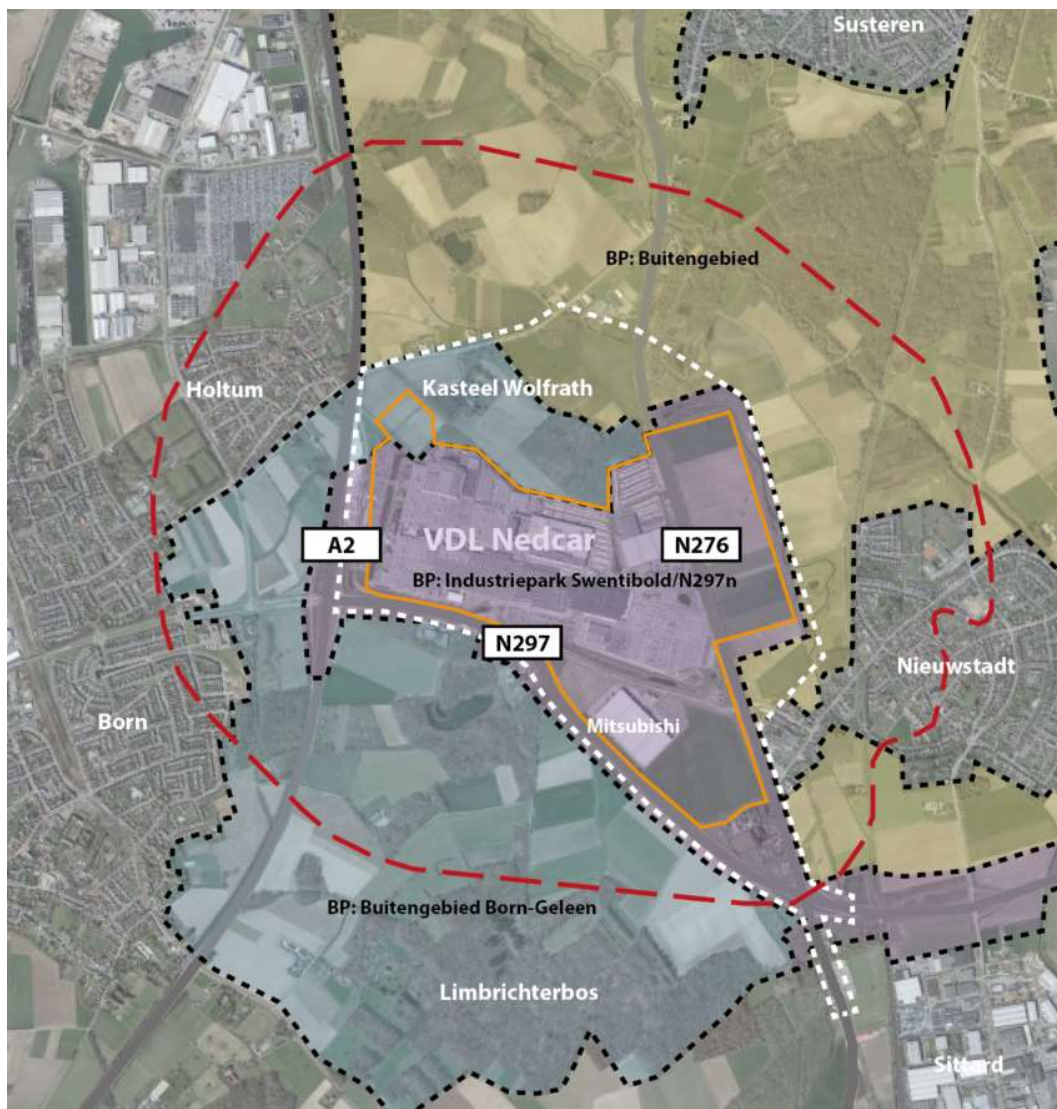 Susteren
BP: Buitengebied
Holtum
Kasteel Wolfrath
A2
VDL Nedcar
N276
BP: Industriepark Swentibold/N297n
N297
Nieuwstadt
Born
Mitsubishi
BP: Buitengebied Born-Geleen
Limbrichterbos
Sittard